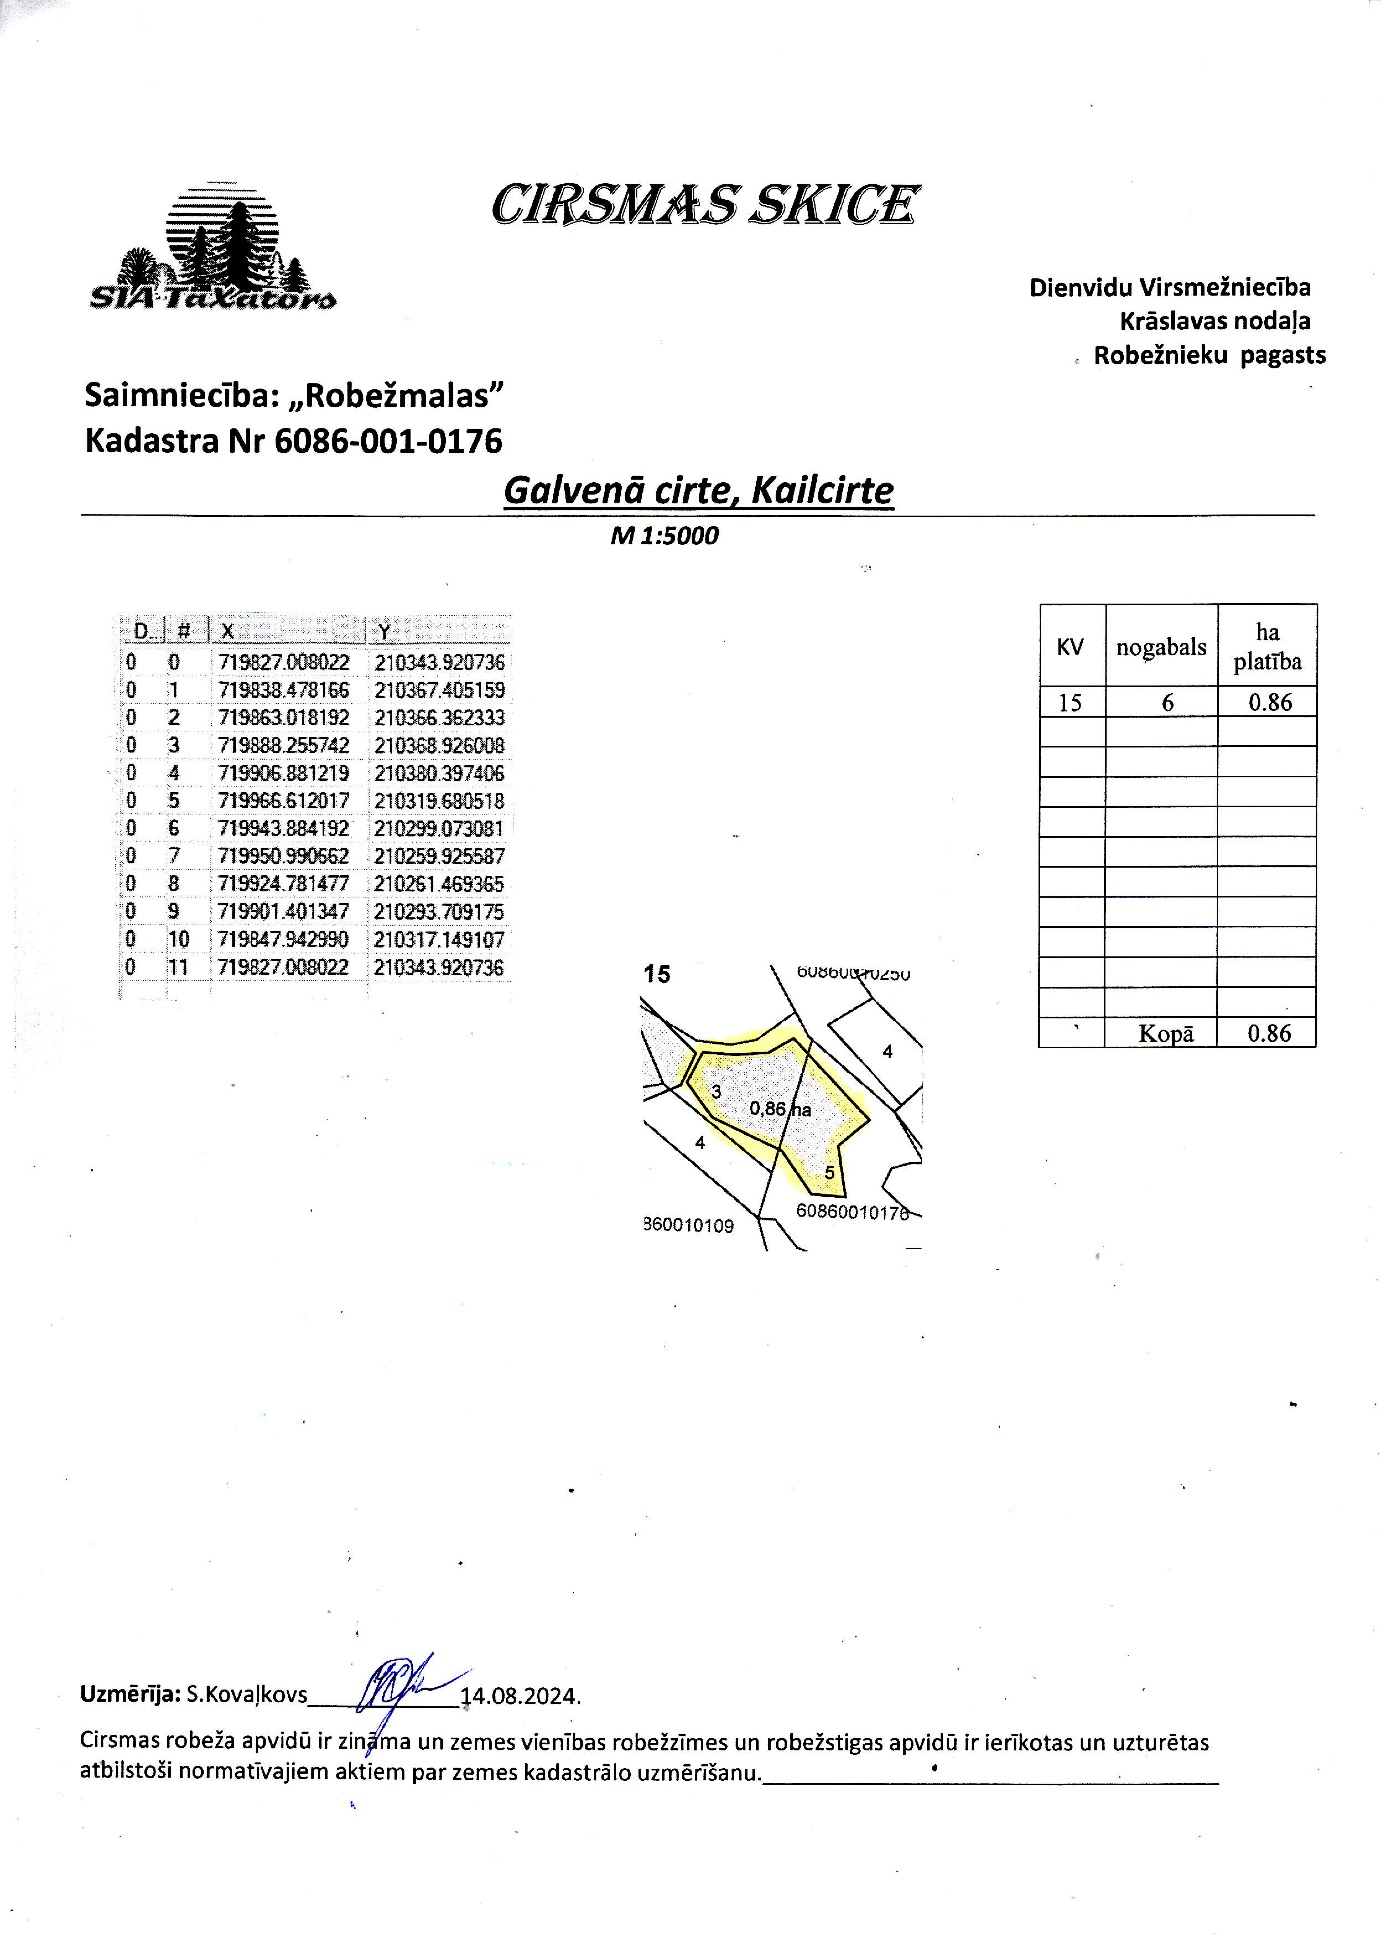 CIRSMAS SKICE
SIA Taxators
Dienvidu Virsmežniecība
Krāslavas nodaļa
Robežnieku pagasts
Saimniecība: „Robežmalas”
Kadastra Nr 6086-001-0176
Galvenā cirte, Kailcirte
M 1:5000
D... # X Y
0 0 719827.008022 210343.920736
0 1 719838.478166 210367.405159
0 2 719863.018192 210366.362333
0 3 719888.255742 210368.926008
0 4 719906.881219 210380.397406
0 5 719966.612017 210319.680518
0 6 719943.884192 210299.073081
0 7 719950.990662 210259.925587
0 8 719924.781477 210261.469365
0 9 719901.401347 210293.709175
0 10 719847.942990 210317.149107
0 11 719827.008022 210343.920736
KV nogabals ha platība
15 6 0.86
Kopā 0.86
15
4
3
0,86 ha
4
5
60860010176
860010109
Uzmērīja: S.Kovaļkovs 14.08.2024.
Cirsmas robeža apvidū ir zināma un zemes vienības robežzīmes un robežstigas apvidū ir ierīkotas un uzturētas
atbilstoši normatīvajiem aktiem par zemes kadastrālo uzmērīšanu.